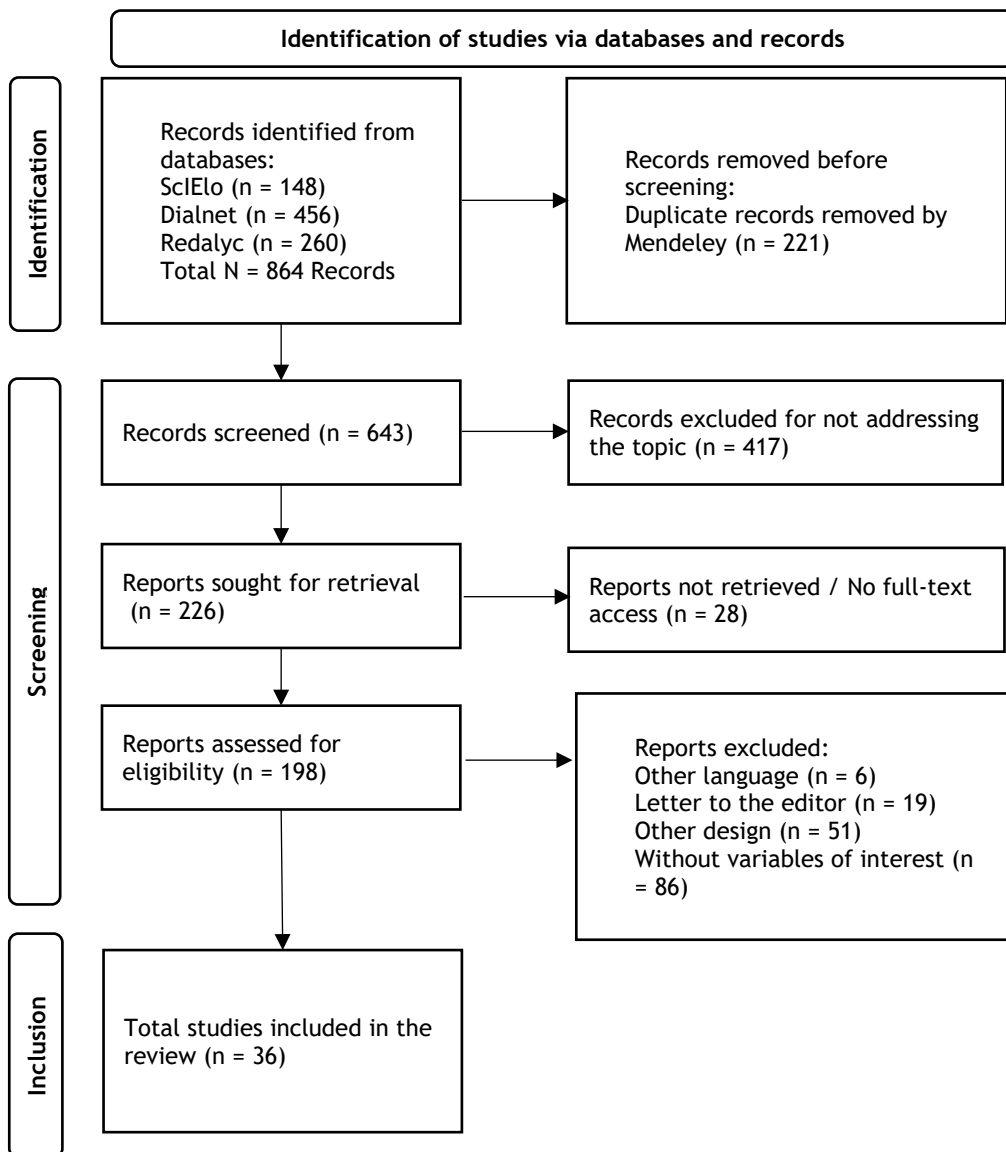 Identification of studies via databases and records
Identification
Records identified from
databases:
ScIElo (n = 148)
Dialnet (n = 456)
Redalyc (n = 260)
Total N = 864 Records
Records removed before
screening:
Duplicate records removed by
Mendeley (n = 221)
Screening
Records screened (n = 643)
Records excluded for not addressing
the topic (n = 417)
Reports sought for retrieval
(n = 226)
Reports not retrieved / No full-text
access (n = 28)
Reports assessed for
eligibility (n = 198)
Reports excluded:
Other language (n = 6)
Letter to the editor (n = 19)
Other design (n = 51)
Without variables of interest (n
= 86)
Inclusion
Total studies included in the
review (n = 36)